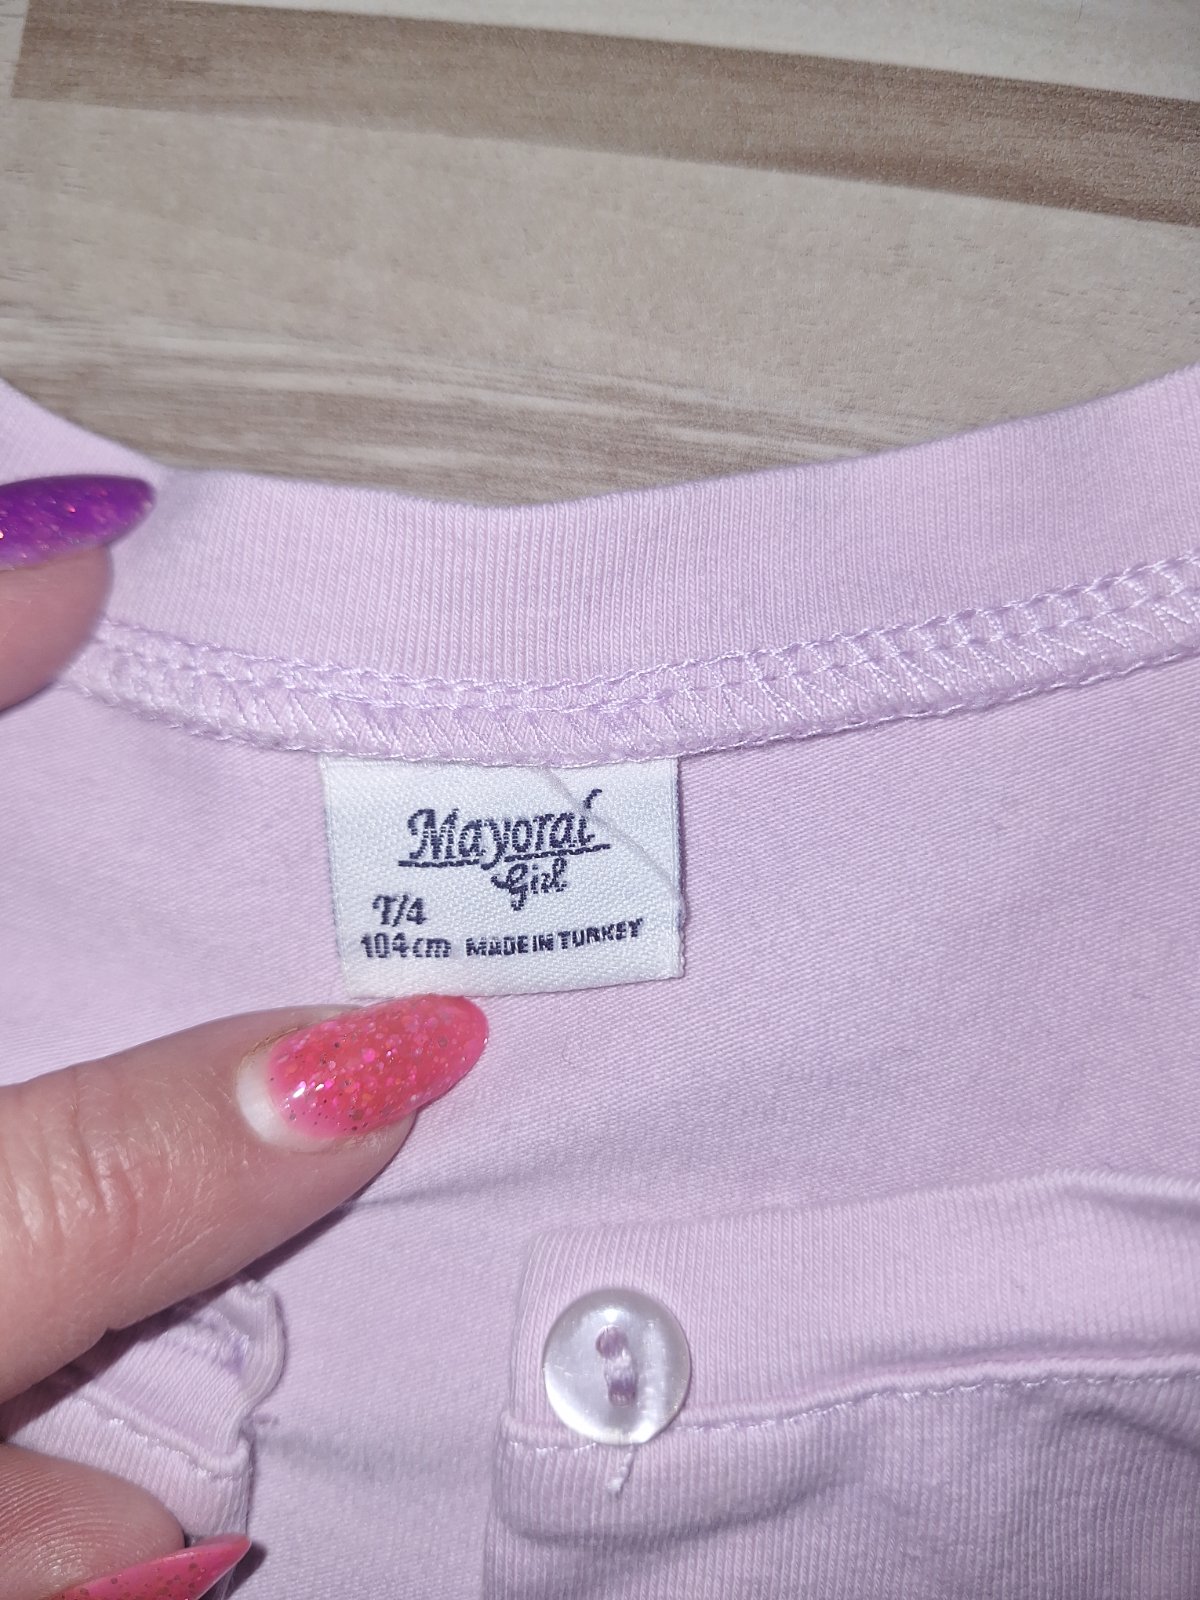 Mayoral
Girl
T/4
104cm MADE IN TURKEY